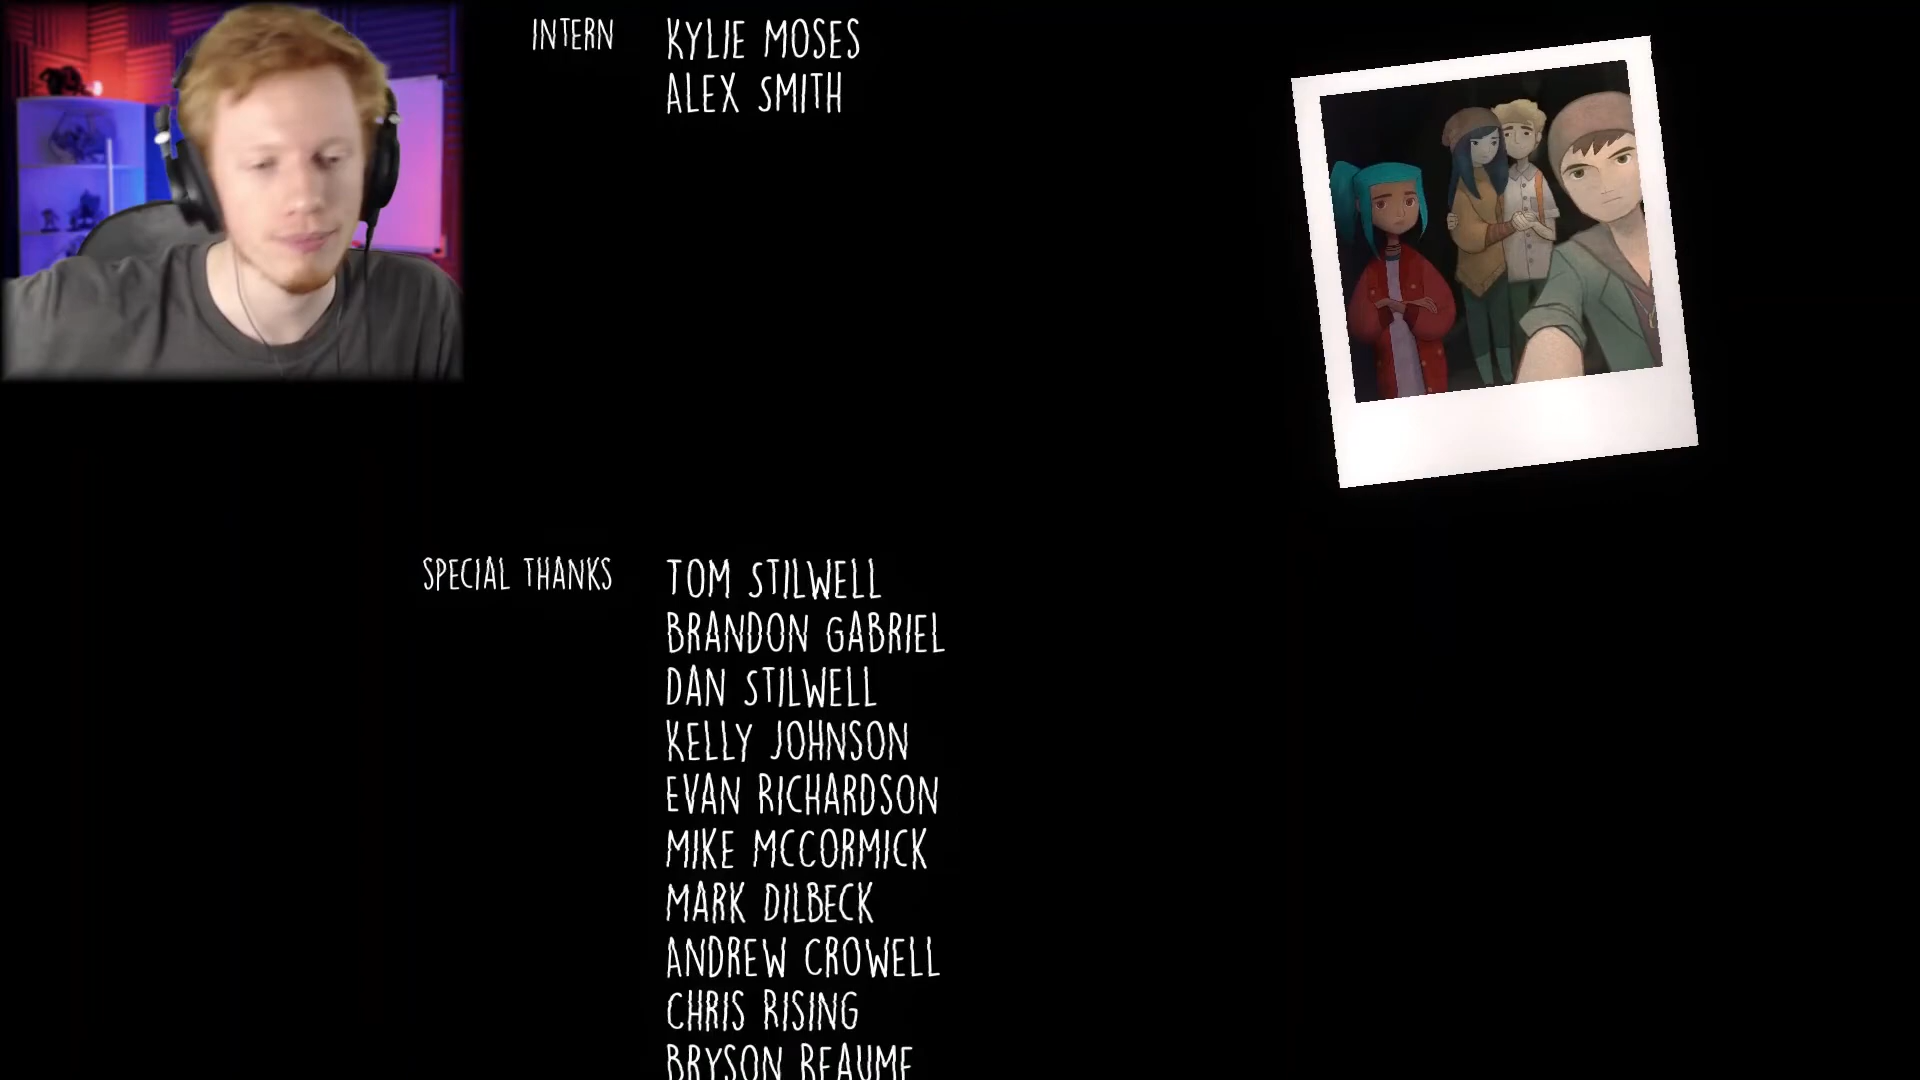 INTERN KYLIE MOSES
ALEX SMITH
SPECIAL THANKS TOM STILWELL
BRANDON GABRIEL
DAN STILWELL
KELLY JOHNSON
EVAN RICHARDSON
MIKE MCCORMICK
MARK DILBECK
ANDREW CROWELL
CHRIS RISING
BRYSON BEAUME